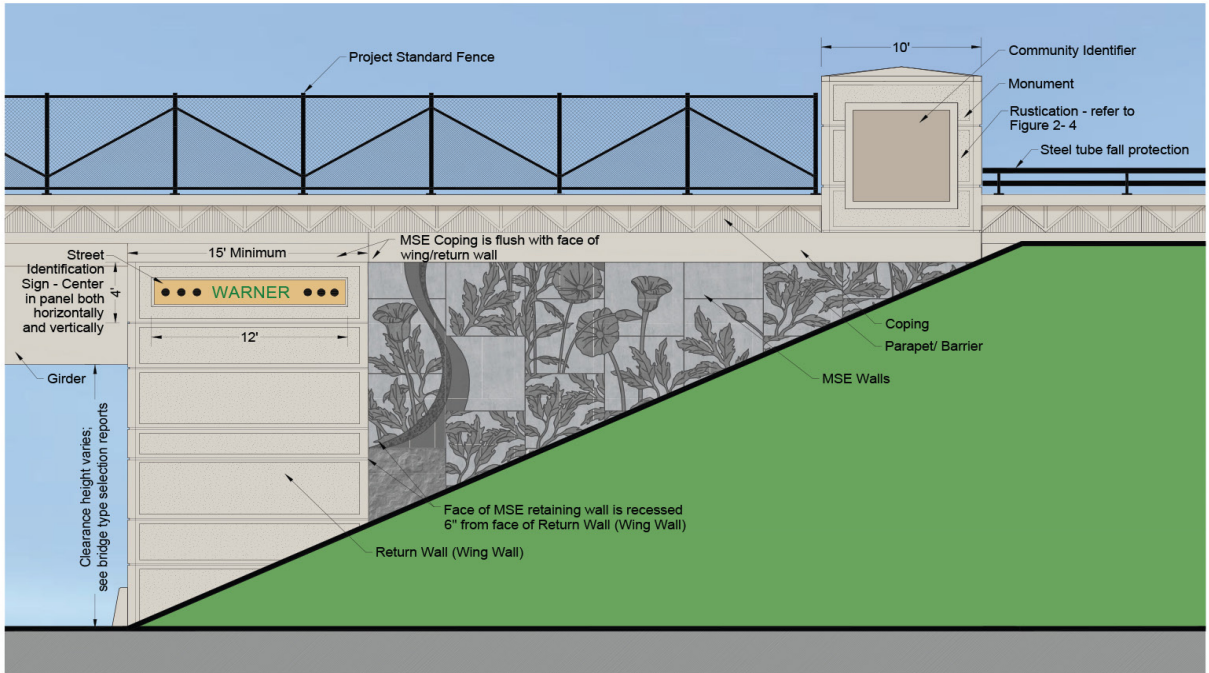 10'
Project Standard Fence
Community Identifier
Monument
Rustication - refer to
Figure 2- 4
Steel tube fall protection
MSE Coping is flush with face of
wing/return wall
15' Minimum
Street
Identification
Sign - Center
in panel both
horizontally
and vertically
4'
WARNER
12'
Girder
Coping
Parapet/ Barrier
MSE Walls
Clearance height varies;
see bridge type selection reports
Face of MSE retaining wall is recessed
6" from face of Return Wall (Wing Wall)
Return Wall (Wing Wall)